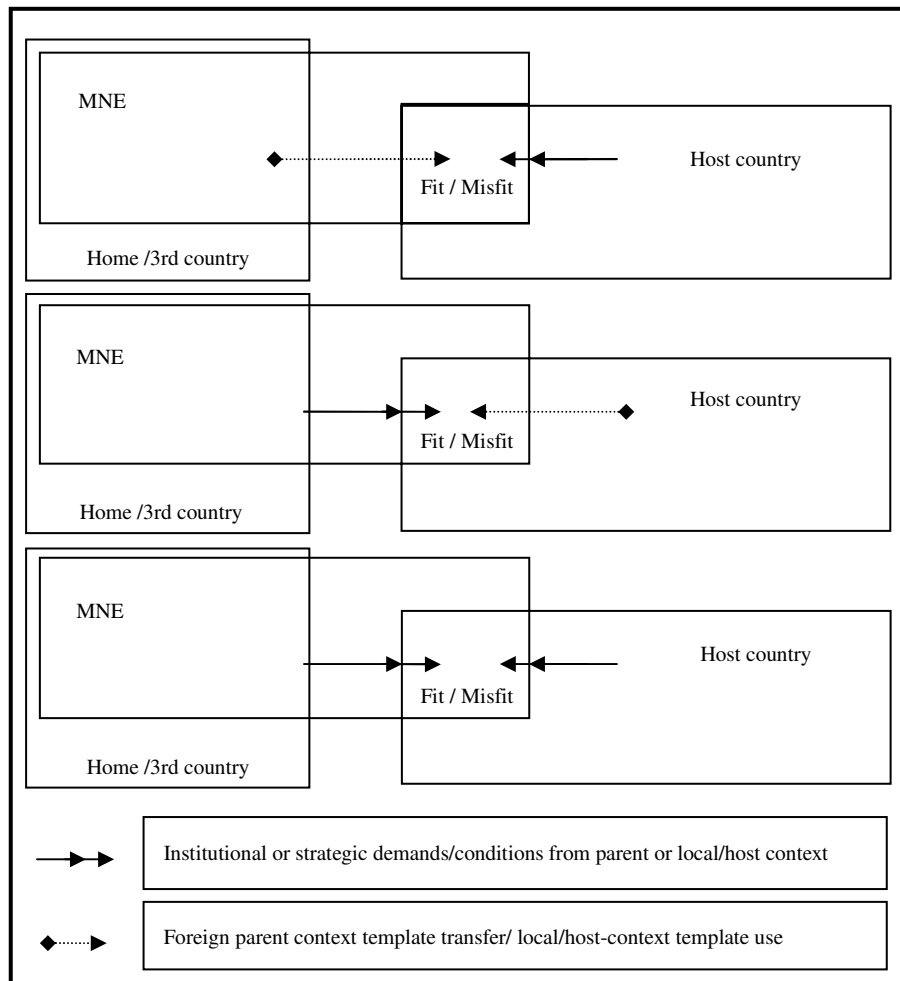 MNE
Host country
Fit / Misfit
Home /3rd country
MNE
Host country
Fit / Misfit
Home /3rd country
MNE
Host country
Fit / Misfit
Home /3rd country
Institutional or strategic demands/conditions from parent or local/host context
Foreign parent context template transfer/ local/host-context template use